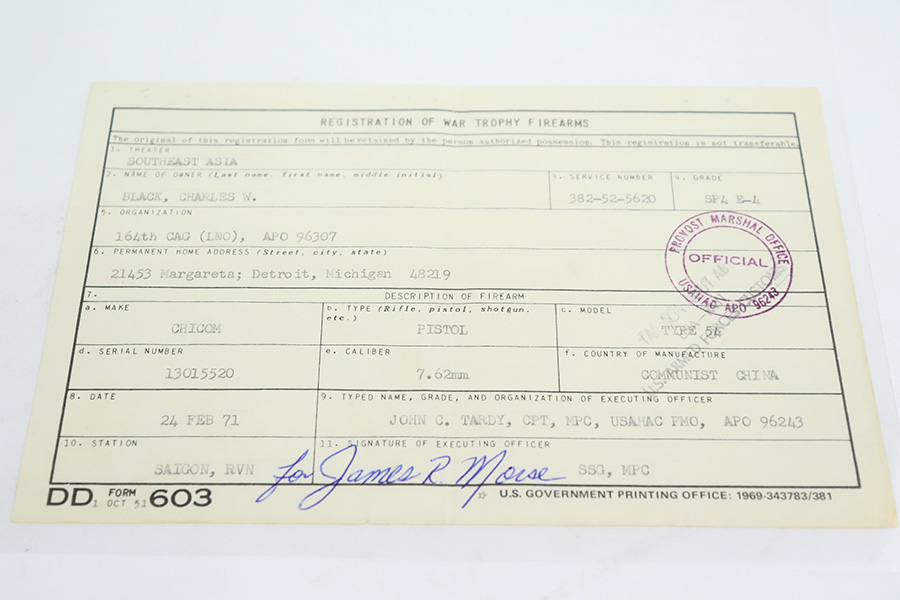 REGISTRATION OF WAR TROPHY FIREARMS
The original of this registration form will be retained by the person authorized possession. This registration is not transferable.
1. THEATER
SOUTHEAST ASIA
2. NAME OF OWNER (Last name, first name, middle initial)
BLACK, CHARLES W.
3. SERVICE NUMBER
382-52-5620
4. GRADE
SP4 E-4
5. ORGANIZATION
164th CAG (LNO), APO 96307
6. PERMANENT HOME ADDRESS (Street, city, state)
21453 Margareta; Detroit, Michigan 48219
PROVOST MARSHAL OFFICE
OFFICIAL
USAHAC APO 96243
7. DESCRIPTION OF FIREARM
a. MAKE
CHICOM
b. TYPE (Rifle, pistol, shotgun, etc.)
PISTOL
c. MODEL
TYPE 54
d. SERIAL NUMBER
13015520
e. CALIBER
7.62mm
f. COUNTRY OF MANUFACTURE
COMMUNIST CHINA
U.S. ARMED FORCES CUSTOMS
8. DATE
24 FEB 71
9. TYPED NAME, GRADE, AND ORGANIZATION OF EXECUTING OFFICER
JOHN C. TARDY, CPT, MPC, USAHAC PMO, APO 96243
10. STATION
SAIGON, RVN
11. SIGNATURE OF EXECUTING OFFICER
for James R. Morse SSG, MPC
DD FORM 1 OCT 51 603
☆ U.S. GOVERNMENT PRINTING OFFICE: 1969-343783/381